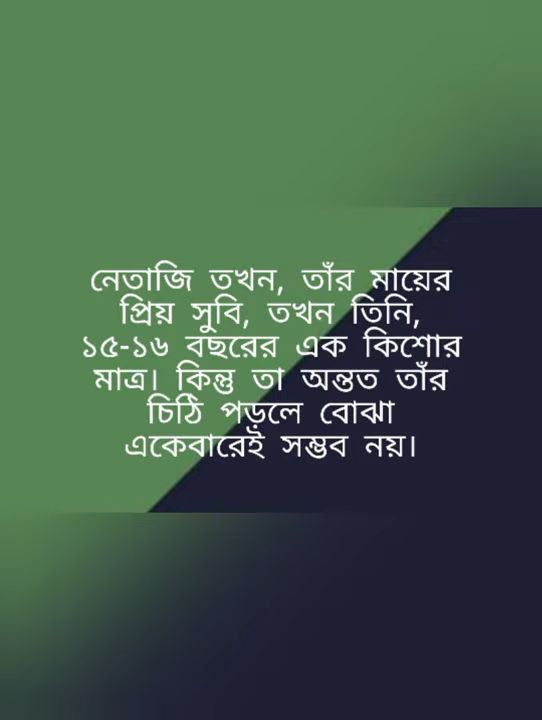 নেতাজি তখন, তাঁর মায়ের
প্রিয় সুবি, তখন তিনি,
১৫-১৬ বছরের এক কিশোর
মাত্র। কিন্তু তা অন্তত তাঁর
চিঠি পড়লে বোঝা
একেবারেই সম্ভব নয়।